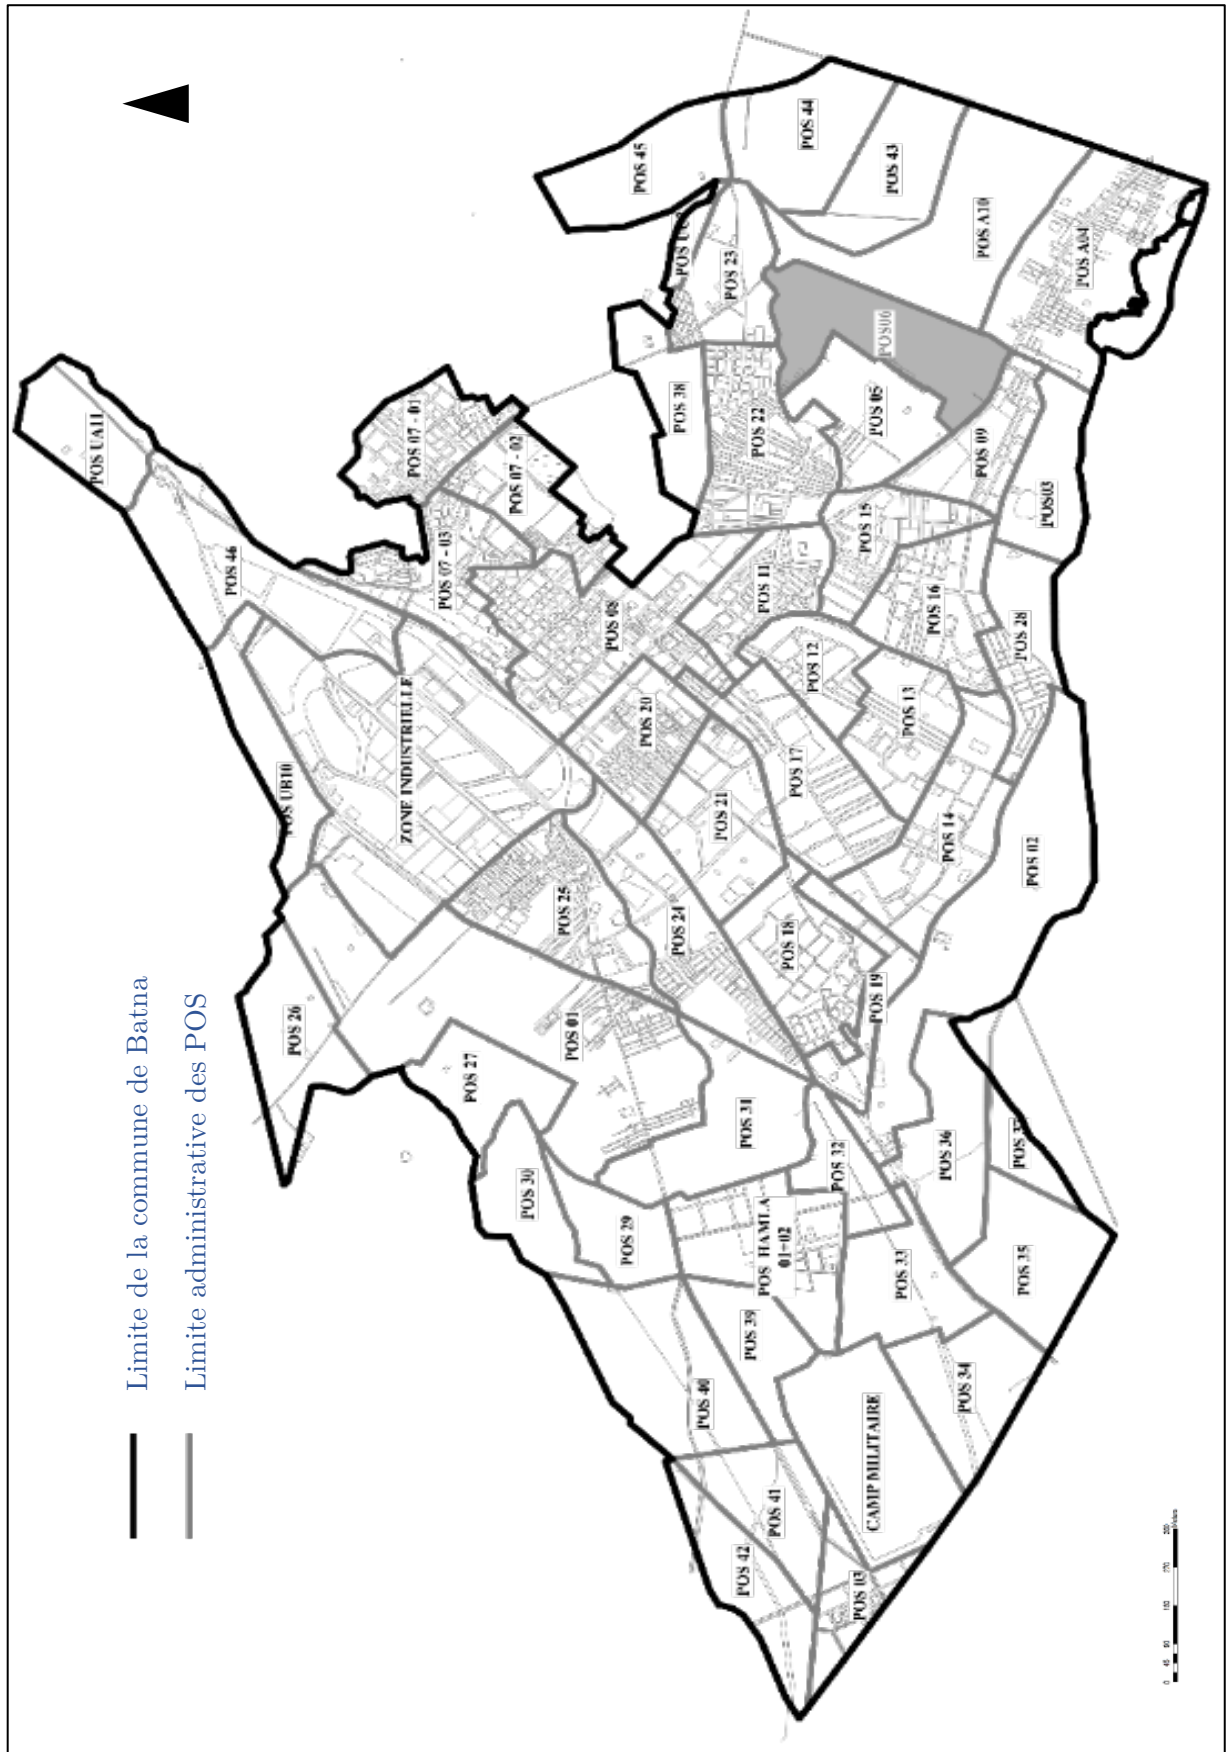 Limite de la commune de Batna
Limite administrative des POS
POS UA11
POS 46
POS UB10
POS 26
ZONE INDUSTRIELLE
POS 07 - 01
POS 07 - 03
POS 27
POS 07 - 02
POS 30
POS 25
POS 01
POS 08
POS 29
POS 45
POS 20
POS 24
POS 38
POS 40
POS 21
POS 23
POS 42
POS 31
POS 39
POS 22
POS 11
POS 41
POS HAMLA
01+02
POS 18
POS 17
POS 44
POS 12
POS 32
POS 03
POS 15
POS 05
POS 19
CAMP MILITAIRE
POS06
POS 43
POS 33
POS 13
POS 16
POS 14
POS 36
POS 34
POS 09
POS A10
POS 28
POS 35
POS 02
POS03
POS A04
0 45 90 180 270 360